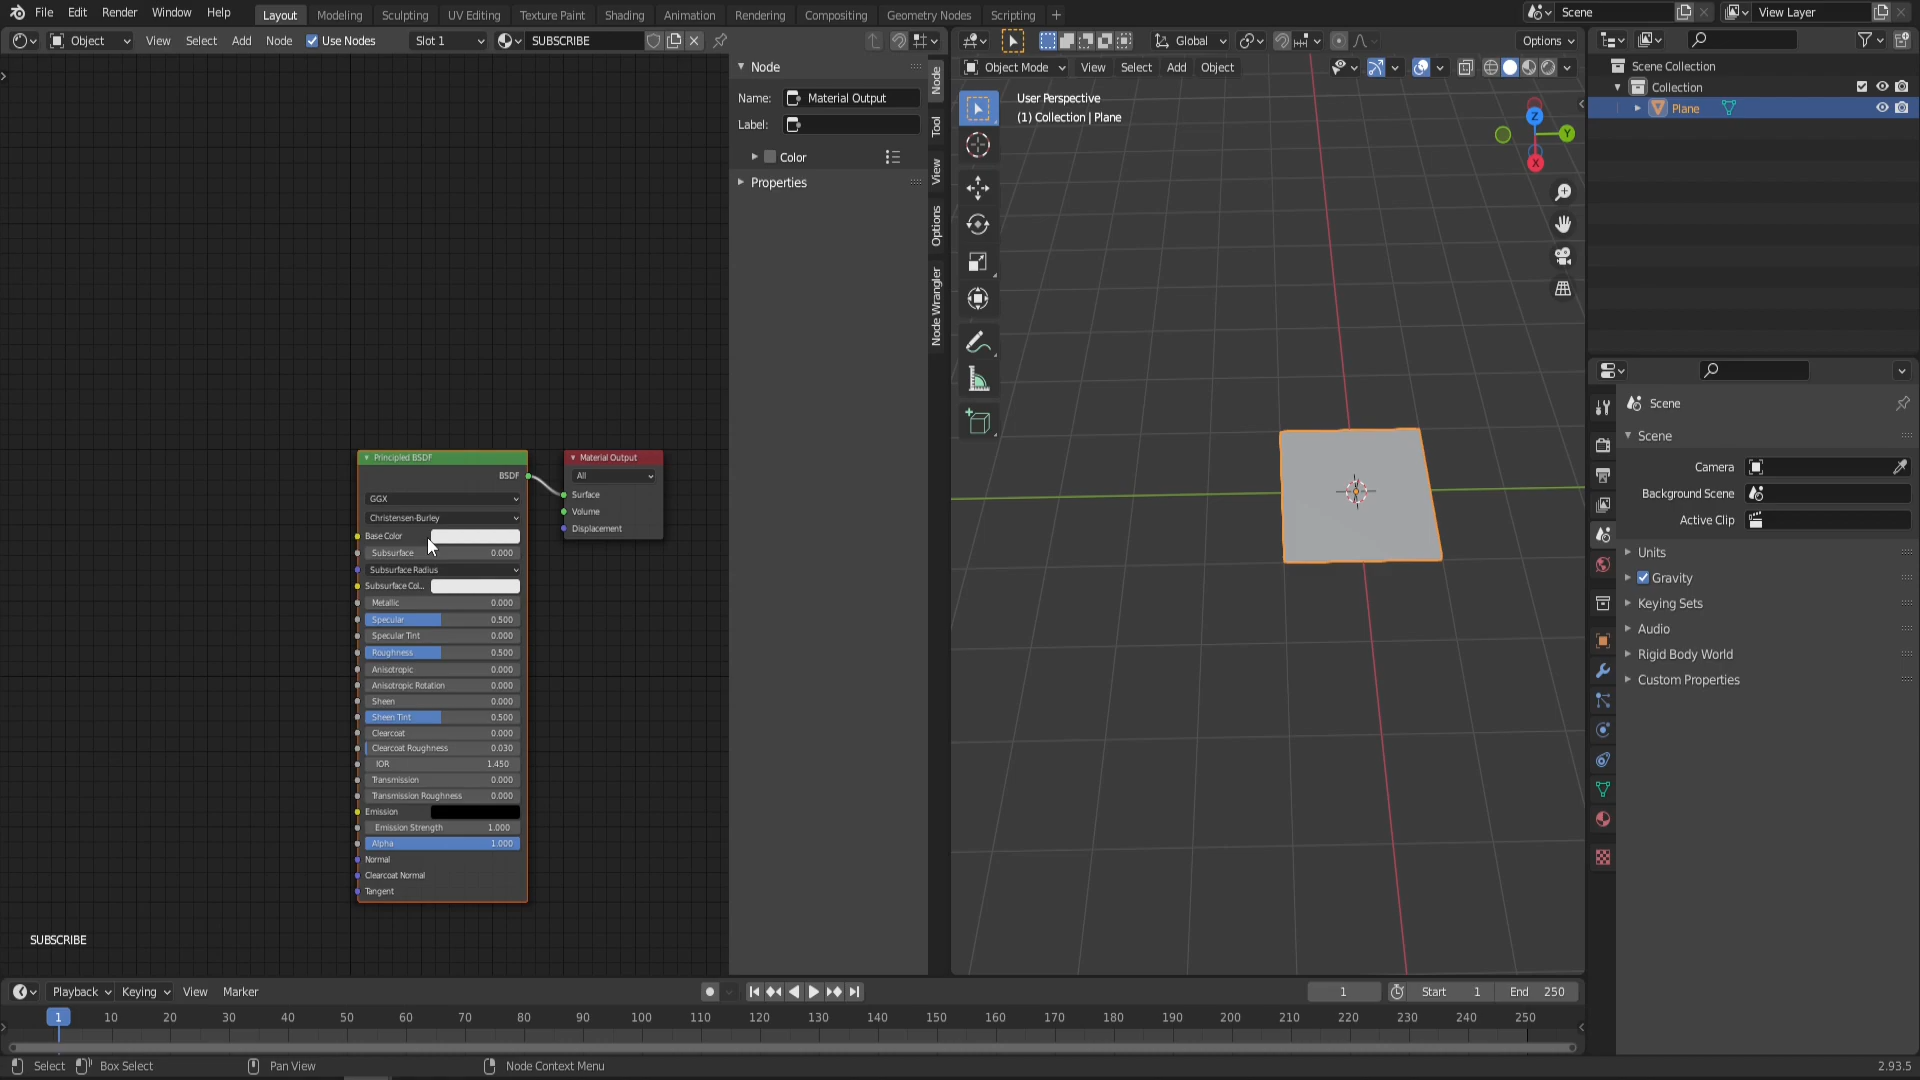 File Edit Render Window Help Layout Modeling Sculpting UV Editing Texture Paint Shading Animation Rendering Compositing Geometry Nodes Scripting + Scene View Layer
Object View Select Add Node Use Nodes Slot 1 SUBSCRIBE Global Options
Node
Name: Material Output
Label:
Color
Properties
Node
Tool
View
Options
Node Wrangler
Principled BSDF
BSDF
GGX
Christensen-Burley
Base Color
Subsurface 0.000
Subsurface Radius
Subsurface Col...
Metallic 0.000
Specular 0.500
Specular Tint 0.000
Roughness 0.500
Anisotropic 0.000
Anisotropic Rotation 0.000
Sheen 0.000
Sheen Tint 0.500
Clearcoat 0.000
Clearcoat Roughness 0.030
IOR 1.450
Transmission 0.000
Transmission Roughness 0.000
Emission
Emission Strength 1.000
Alpha 1.000
Normal
Clearcoat Normal
Tangent
Material Output
All
Surface
Volume
Displacement
SUBSCRIBE
Object Mode View Select Add Object
User Perspective
(1) Collection | Plane
Z
Y
X
Scene Collection
Collection
Plane
Scene
Scene
Camera
Background Scene
Active Clip
Units
Gravity
Keying Sets
Audio
Rigid Body World
Custom Properties
Playback Keying View Marker 1 Start 1 End 250
1 10 20 30 40 50 60 70 80 90 100 110 120 130 140 150 160 170 180 190 200 210 220 230 240 250
Select Box Select Pan View Node Context Menu 2.93.5